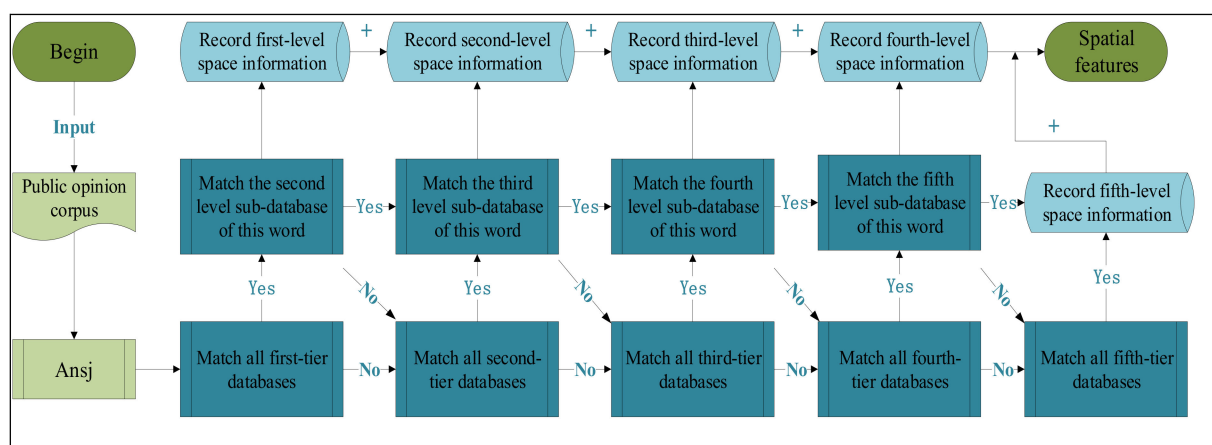 Begin
Record first-level
space information
+
Record second-level
space information
+
Record third-level
space information
+
Record fourth-level
space information
Spatial
features
Input
+
Public opinion
corpus
Match the second
level sub-database
of this word
Yes
Match the third
level sub-database
of this word
Yes
Match the fourth
level sub-database
of this word
Yes
Match the fifth
level sub-database
of this word
Yes
Record fifth-level
space information
Yes
No
Yes
No
Yes
No
Yes
No
Yes
Ansj
Match all first-tier
databases
No
Match all second-
tier databases
No
Match all third-tier
databases
No
Match all fourth-
tier databases
No
Match all fifth-tier
databases